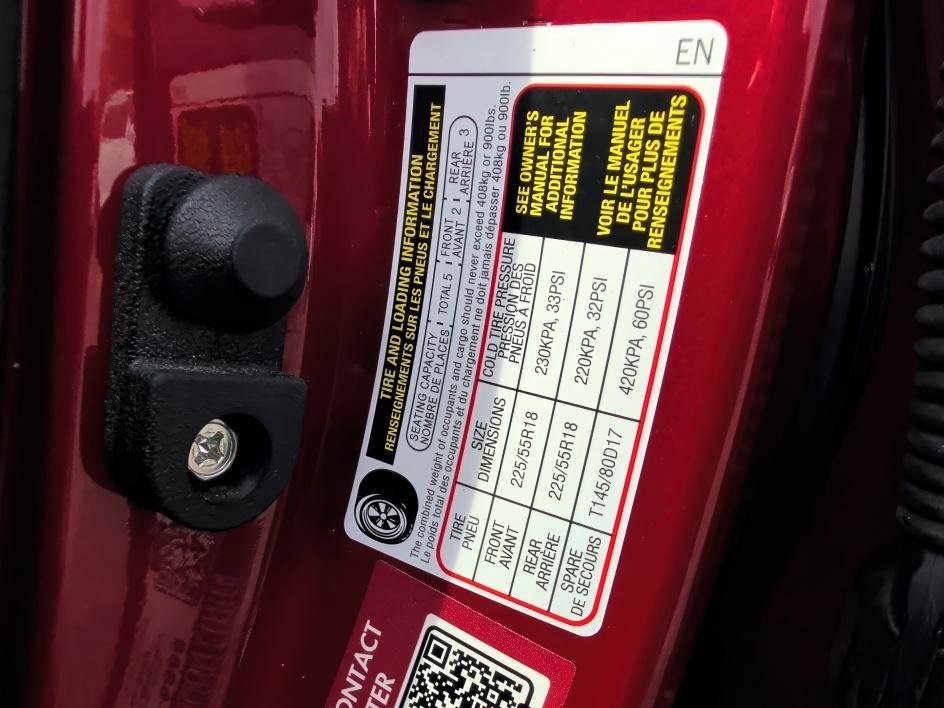 EN
TIRE AND LOADING INFORMATION
RENSEIGNEMENTS SUR LES PNEUS ET LE CHARGEMENT
SEATING CAPACITY
NOMBRE DE PLACES
TOTAL 5
FRONT
AVANT 2
REAR
ARRIÈRE 3
The combined weight of occupants and cargo should never exceed 408kg or 900lbs.
Le poids total des occupants et du chargement ne doit jamais dépasser 408kg ou 900lb.
TIRE
PNEU
SIZE
DIMENSIONS
COLD TIRE PRESSURE
PRESSION DES
PNEUS À FROID
SEE OWNER'S
MANUAL FOR
ADDITIONAL
INFORMATION
VOIR LE MANUEL
DE L'USAGER
POUR PLUS DE
RENSEIGNEMENTS
FRONT
AVANT
225/55R18
230KPA, 33PSI
REAR
ARRIÈRE
225/55R18
220KPA, 32PSI
SPARE
DE SECOURS
T145/80D17
420KPA, 60PSI